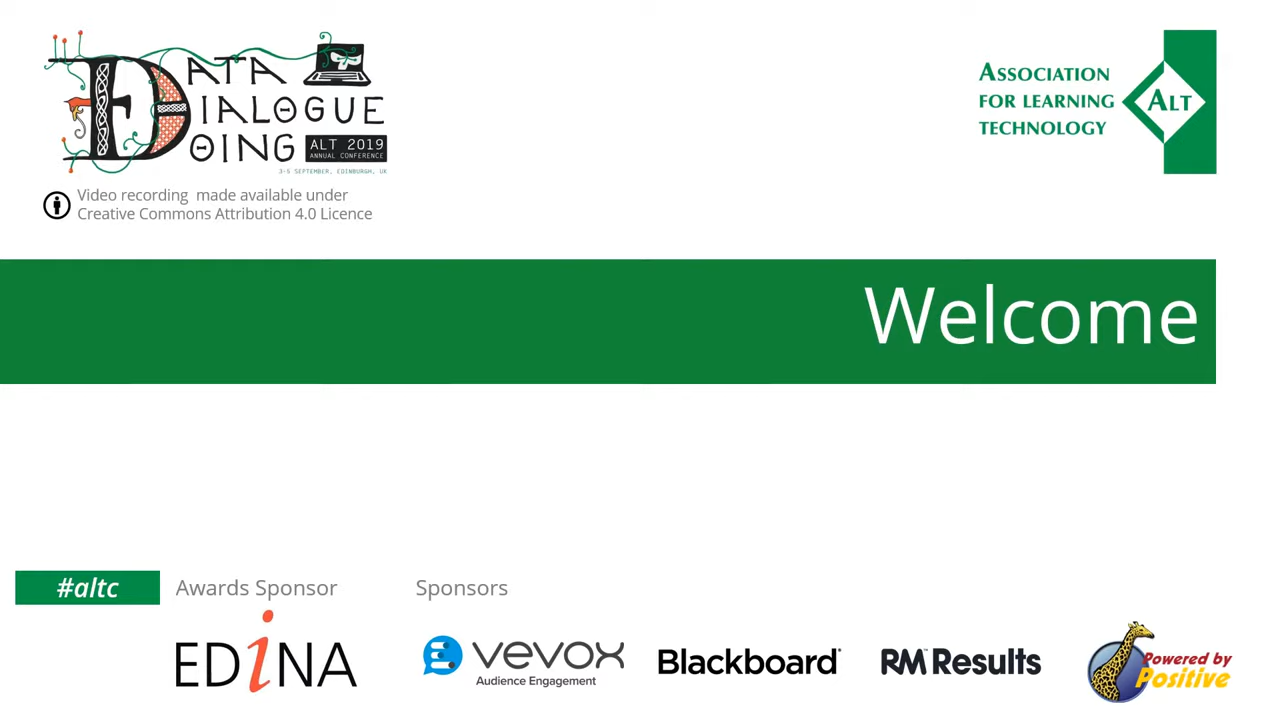 DATA
DIALOGUE
DOING
ALT 2019
ANNUAL CONFERENCE
3-5 SEPTEMBER, EDINBURGH, UK
Video recording made available under
Creative Commons Attribution 4.0 Licence
ASSOCIATION
FOR LEARNING
TECHNOLOGY
ALT
Welcome
#altc
Awards Sponsor
Sponsors
EDiNA
vevox
Audience Engagement
Blackboard
RM Results
Powered by
Positive